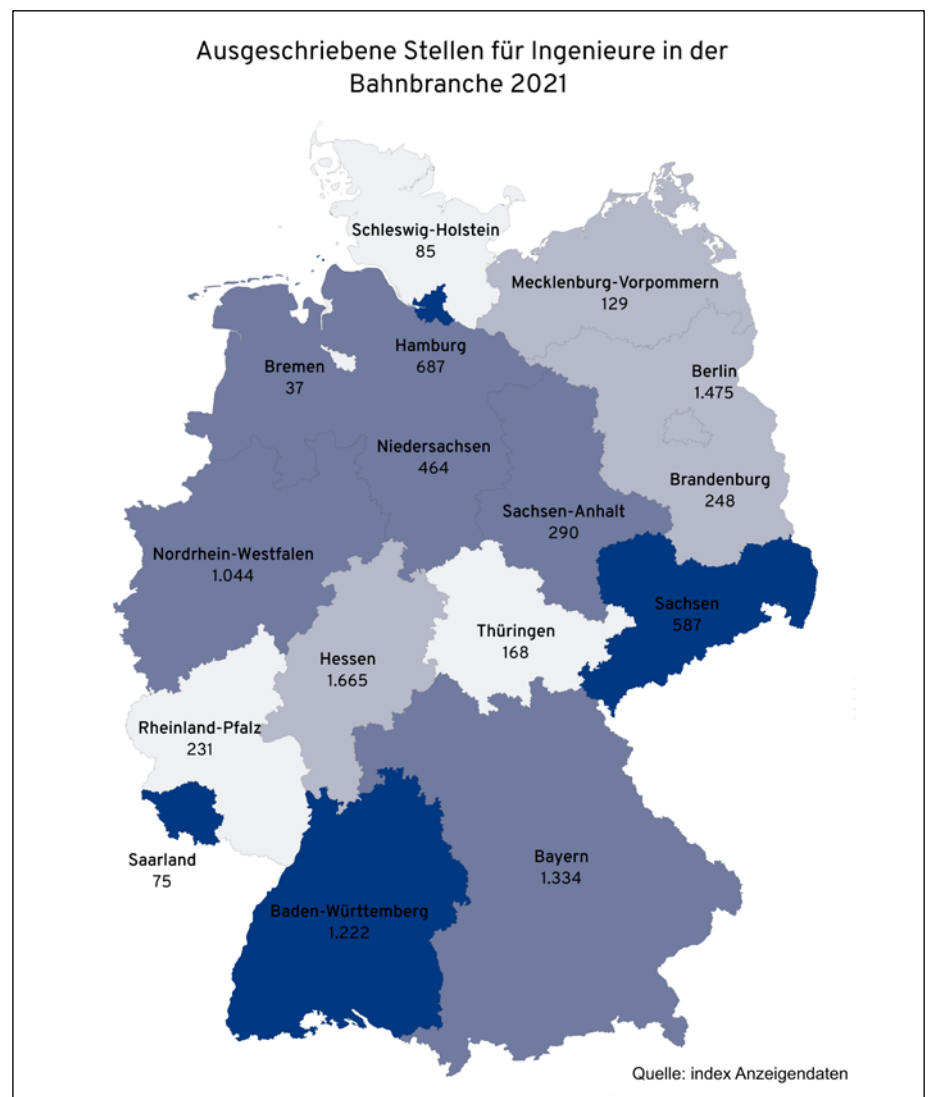 Ausgeschriebene Stellen für Ingenieure in der
Bahnbranche 2021
Schleswig-Holstein
85
Mecklenburg-Vorpommern
129
Hamburg
687
Bremen
37
Berlin
1.475
Niedersachsen
464
Brandenburg
248
Sachsen-Anhalt
290
Nordrhein-Westfalen
1.044
Sachsen
587
Thüringen
168
Hessen
1.665
Rheinland-Pfalz
231
Saarland
75
Bayern
1.334
Baden-Württemberg
1.222
Quelle: index Anzeigendaten